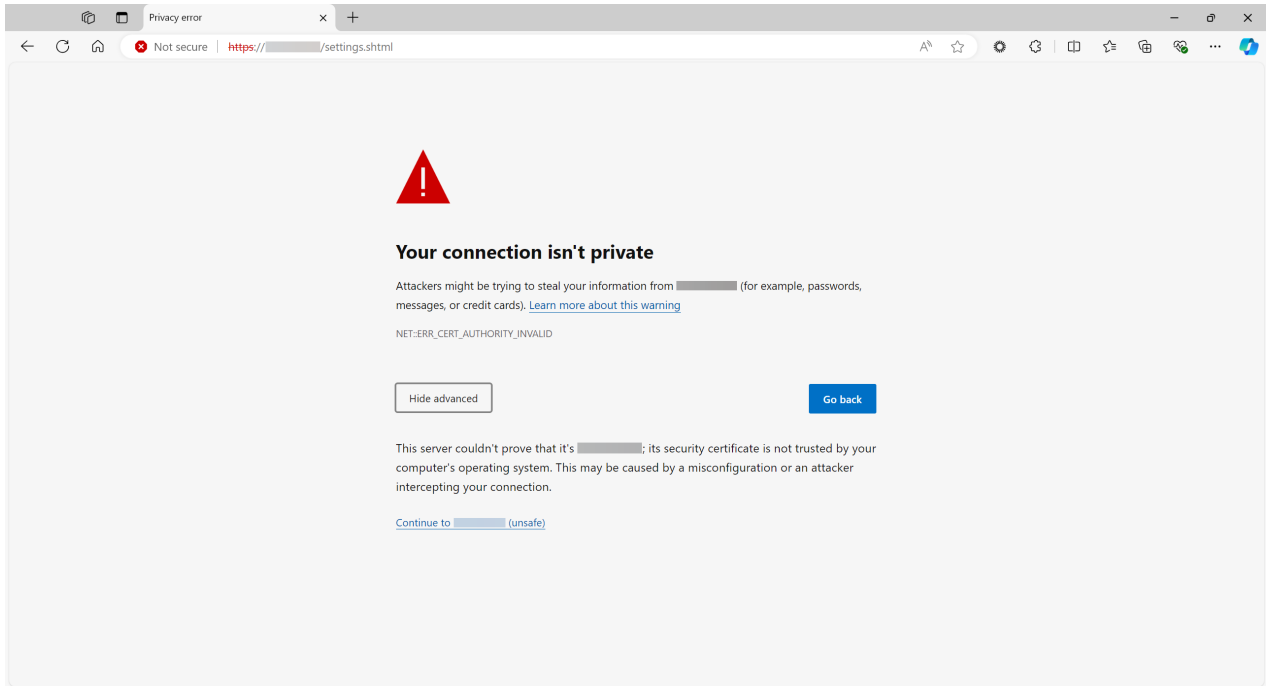 Privacy error
Not secure https:// /settings.shtml
Your connection isn't private
Attackers might be trying to steal your information from (for example, passwords,
messages, or credit cards). Learn more about this warning
NET::ERR_CERT_AUTHORITY_INVALID
Hide advanced
Go back
This server couldn't prove that it's ; its security certificate is not trusted by your
computer's operating system. This may be caused by a misconfiguration or an attacker
intercepting your connection.
Continue to (unsafe)